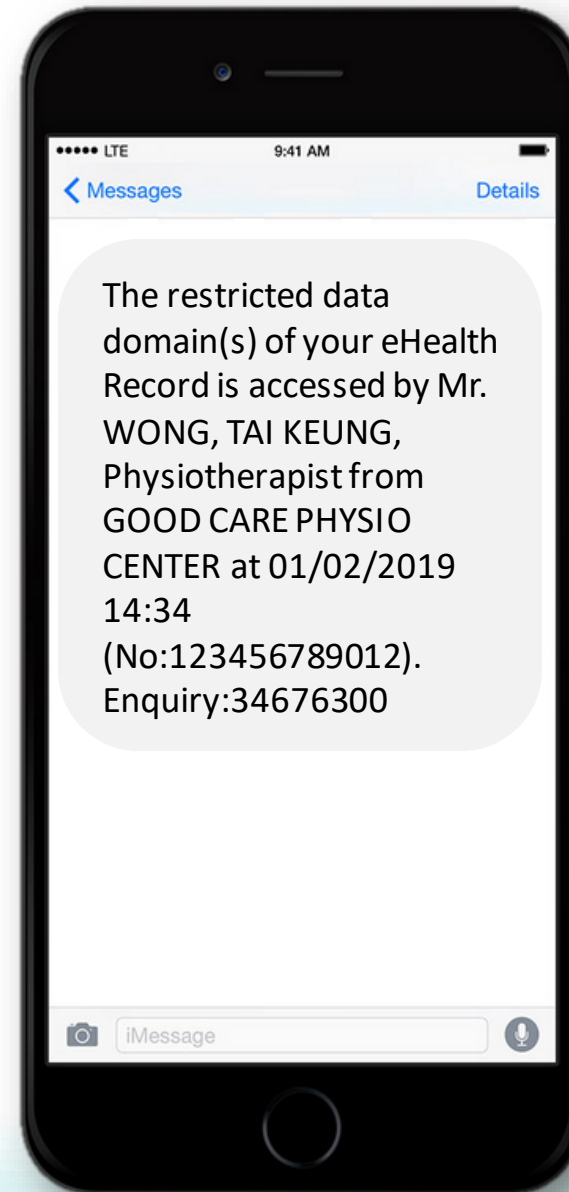 LTE 9:41 AM
Messages Details
The restricted data
domain(s) of your eHealth
Record is accessed by Mr.
WONG, TAI KEUNG,
Physiotherapist from
GOOD CARE PHYSIO
CENTER at 01/02/2019
14:34
(No:123456789012).
Enquiry:34676300
iMessage